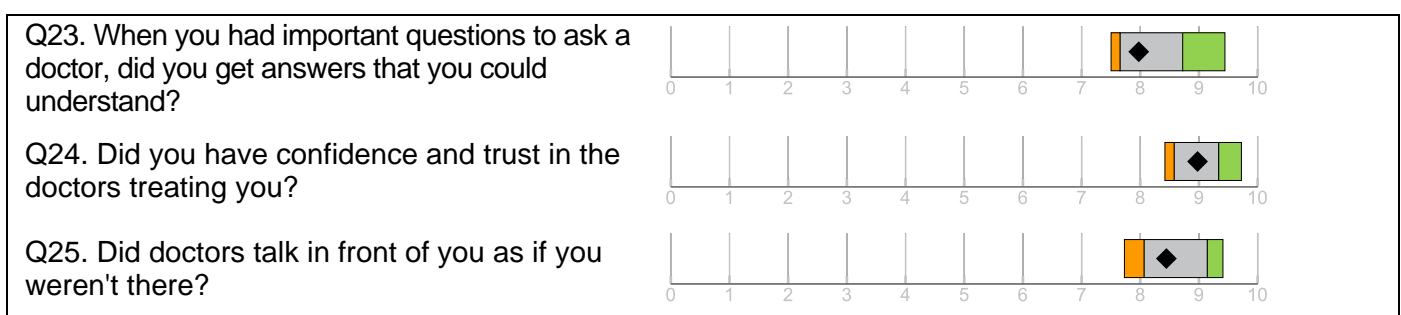 Q23. When you had important questions to ask a
doctor, did you get answers that you could
understand?
0 1 2 3 4 5 6 7 8 9 10
Q24. Did you have confidence and trust in the
doctors treating you?
0 1 2 3 4 5 6 7 8 9 10
Q25. Did doctors talk in front of you as if you
weren't there?
0 1 2 3 4 5 6 7 8 9 10